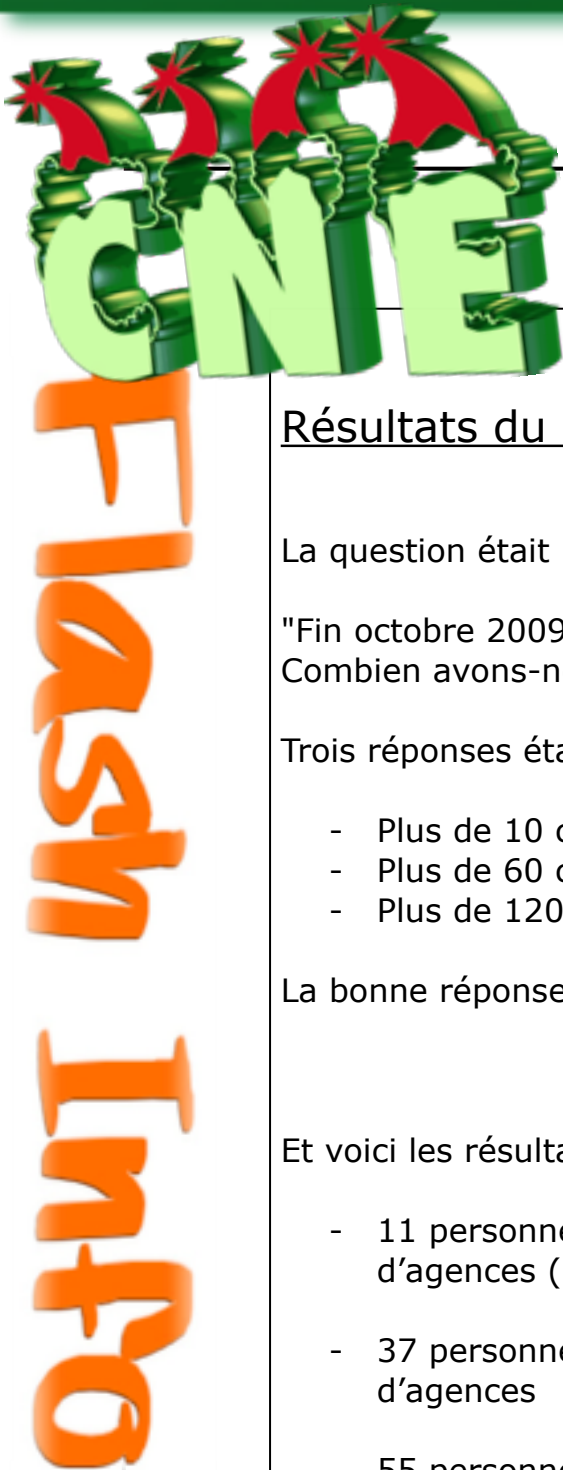 CNE
Flash Info
Résultats du
La question était
"Fin octobre 2009
Combien avons-n
Trois réponses éta
- Plus de 10
- Plus de 60
- Plus de 120
La bonne réponse
Et voici les résulta
- 11 personne
d’agences (
- 37 personne
d’agences
55 personne